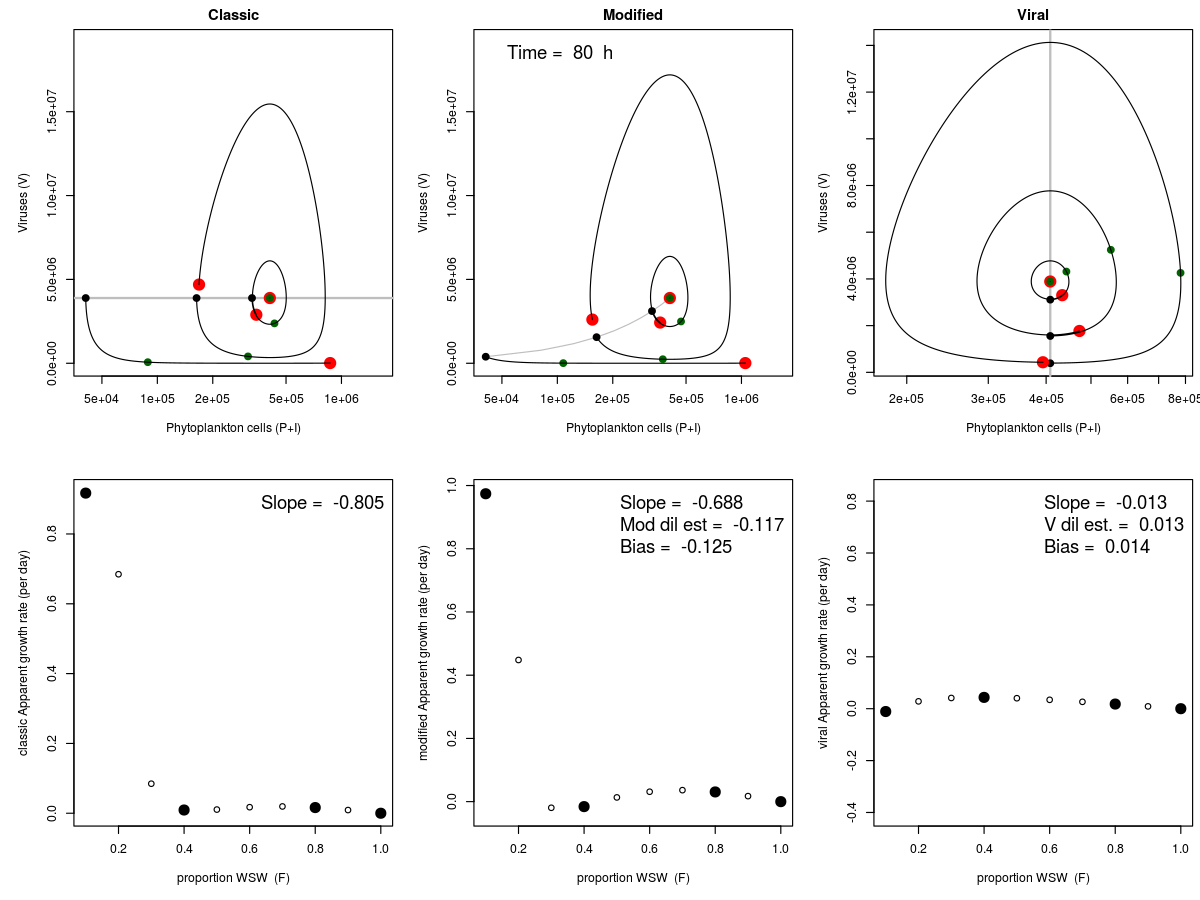 Classic
Modified
Viral
Time = 80 h
Viruses (V)
0.0e+00 5.0e+06 1.0e+07 1.5e+07
5e+04 1e+05 2e+05 5e+05 1e+06
Phytoplankton cells (P+I)
Viruses (V)
0.0e+00 5.0e+06 1.0e+07 1.5e+07
5e+04 1e+05 2e+05 5e+05 1e+06
Phytoplankton cells (P+I)
Viruses (V)
0.0e+00 4.0e+06 8.0e+06 1.2e+07
2e+05 3e+05 4e+05 6e+05 8e+05
Phytoplankton cells (P+I)
Slope = -0.805
classic Apparent growth rate (per day)
0.0 0.2 0.4 0.6 0.8
0.2 0.4 0.6 0.8 1.0
proportion WSW (F)
Slope = -0.688
Mod dil est = -0.117
Bias = -0.125
modified Apparent growth rate (per day)
0.0 0.2 0.4 0.6 0.8 1.0
0.2 0.4 0.6 0.8 1.0
proportion WSW (F)
Slope = -0.013
V dil est. = 0.013
Bias = 0.014
viral Apparent growth rate (per day)
-0.4 -0.2 0.0 0.2 0.4 0.6 0.8
0.2 0.4 0.6 0.8 1.0
proportion WSW (F)